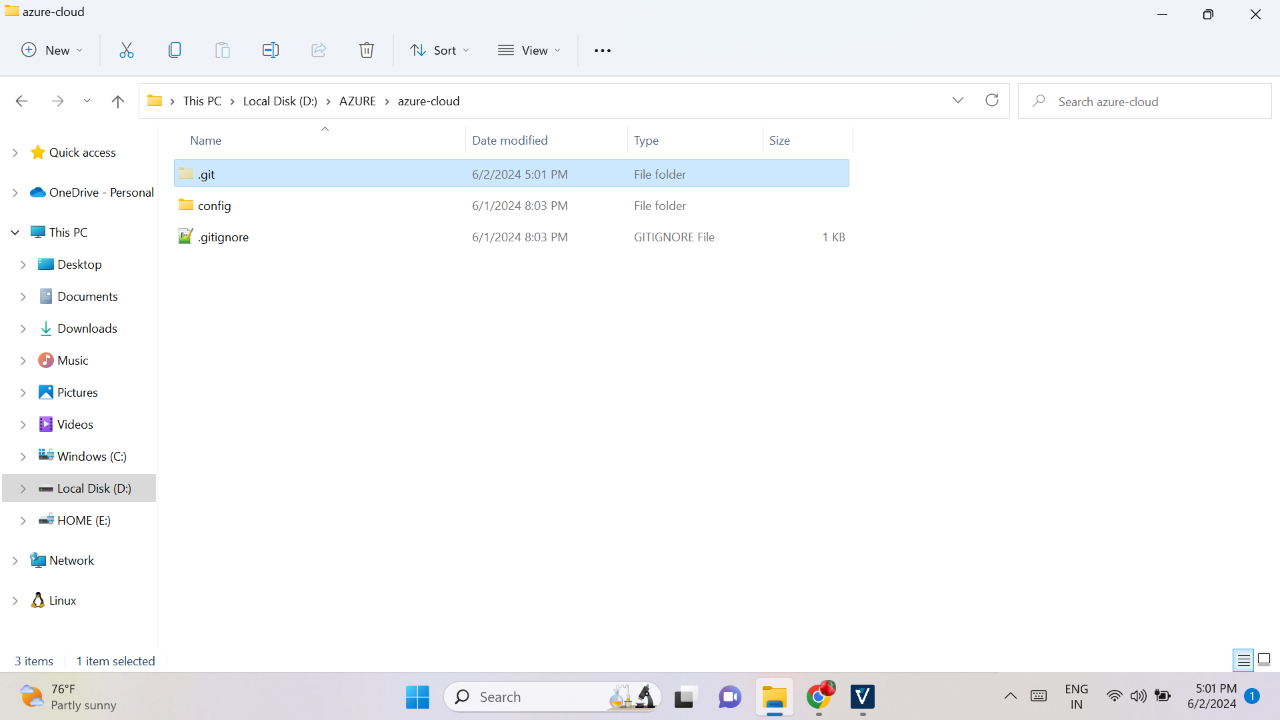 azure-cloud
New
Sort
View
This PC
Local Disk (D:)
AZURE
azure-cloud
Search azure-cloud
Name
Date modified
Type
Size
.git
6/2/2024 5:01 PM
File folder
config
6/1/2024 8:03 PM
File folder
.gitignore
6/1/2024 8:03 PM
GITIGNORE File
1 KB
Quick access
OneDrive - Personal
This PC
Desktop
Documents
Downloads
Music
Pictures
Videos
Windows (C:)
Local Disk (D:)
HOME (E:)
Network
Linux
3 items
1 item selected
76°F
Partly sunny
Search
ENG
IN
5:01 PM
6/2/2024
1